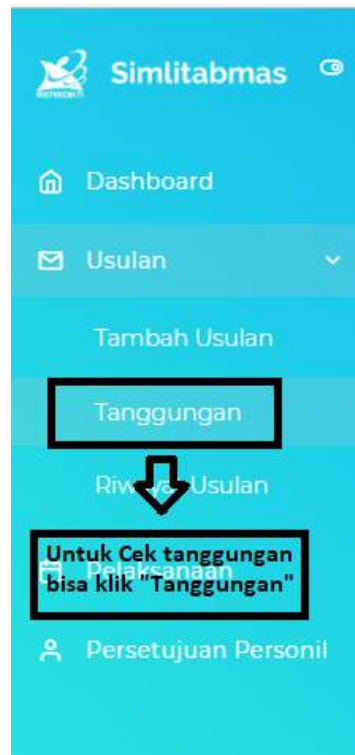 Simlitabmas
Dashboard
Usulan
Tambah Usulan
Tanggungan
Riwayat Usulan
Untuk Cek tanggungan
bisa klik "Tanggungan"
Pelaksanaan
Persetujuan Personil